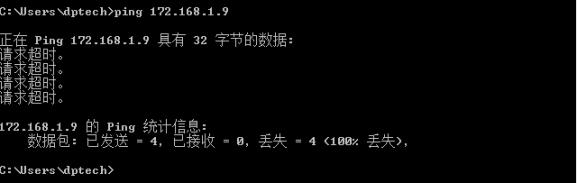 C:\Users\dptech>ping 172.168.1.9
正在 Ping 172.168.1.9 具有 32 字节的数据:
请求超时。
请求超时。
请求超时。
请求超时。
172.168.1.9 的 Ping 统计信息:
数据包: 已发送 = 4, 已接收 = 0, 丢失 = 4 (100% 丢失),
C:\Users\dptech>